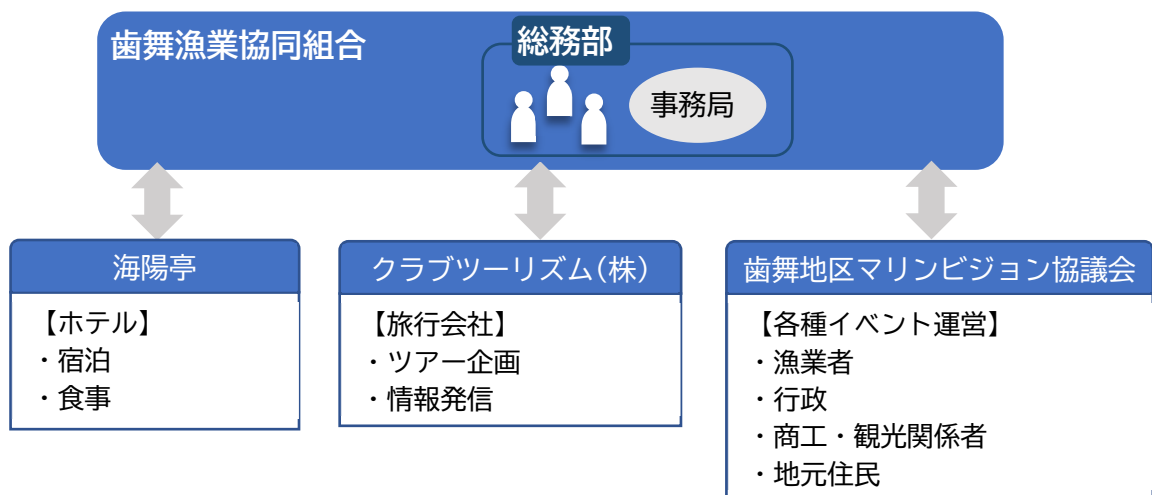 歯舞漁業協同組合
総務部
事務局
海陽亭
【ホテル】
・宿泊
・食事
クラブツーリズム(株)
【旅行会社】
・ツアー企画
・情報発信
歯舞地区マリンビジョン協議会
【各種イベント運営】
・漁業者
・行政
・商工・観光関係者
・地元住民